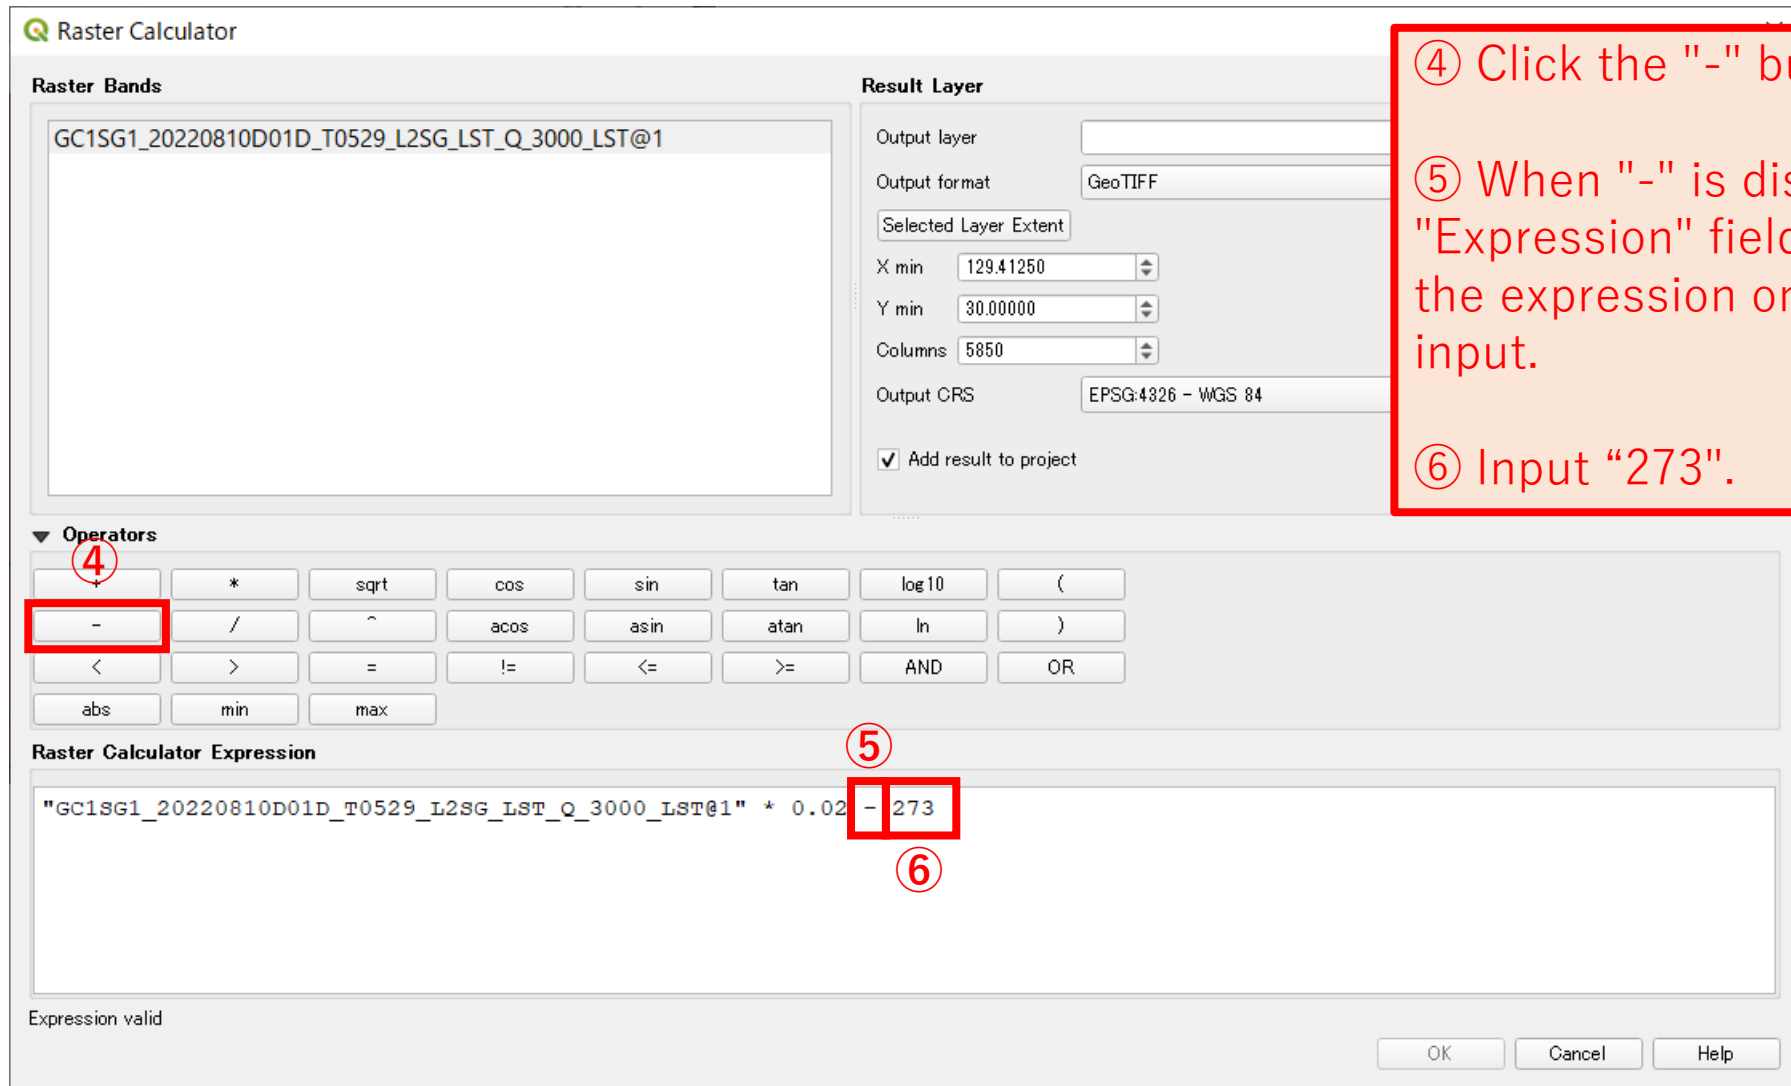 Raster Calculator
Raster Bands
GC1SG1_20220810D01D_T0529_L2SG_LST_Q_3000_LST@1
Result Layer
Output layer
Output format GeoTIFF
Selected Layer Extent
X min 129.41250
Y min 30.00000
Columns 5850
Output CRS EPSG:4326 - WGS 84
Add result to project
④ Click the "-" 
⑤ When "-" is
"Expression"
the expression
input.
⑥ Input “273".
Operators
④
+ * sqrt cos sin tan log10 (
- / ^ acos asin atan ln )
< > = != <= >= AND OR
abs min max
Raster Calculator Expression
⑤
"GC1SG1_20220810D01D_T0529_L2SG_LST_Q_3000_LST@1" * 0.02 - 273
⑥
Expression valid
OK Cancel Help